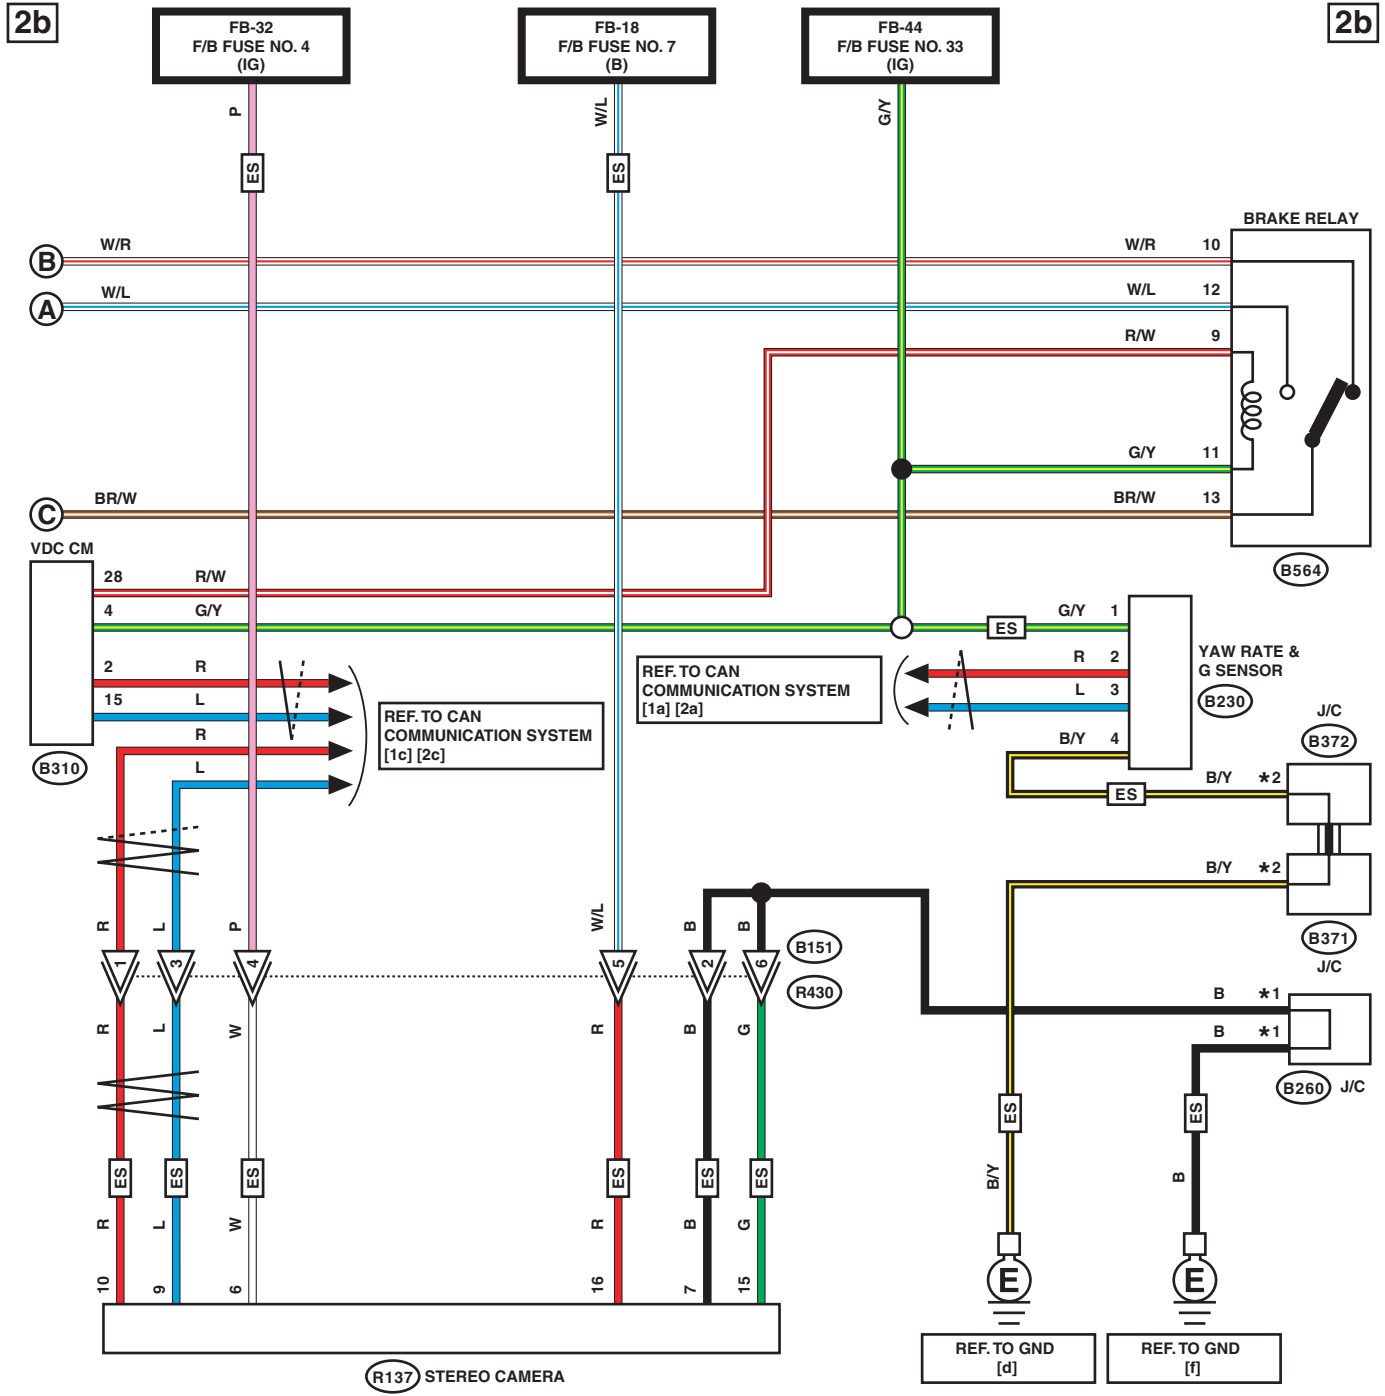 2b
2b
FB-32
F/B FUSE NO. 4
(IG)
FB-18
F/B FUSE NO. 7
(B)
FB-44
F/B FUSE NO. 33
(IG)
P
W/L
G/Y
ES
ES
BRAKE RELAY
B
W/R
W/R 10
A
W/L
W/L 12
R/W 9
G/Y 11
C
BR/W
BR/W 13
B564
VDC CM
28 R/W
4 G/Y
2 R
15 L
R
L
B310
REF. TO CAN
COMMUNICATION SYSTEM
[1c] [2c]
REF. TO CAN
COMMUNICATION SYSTEM
[1a] [2a]
ES
G/Y 1
R 2
L 3
B/Y 4
YAW RATE &
G SENSOR
B230
J/C
B372
ES
B/Y *2
B/Y *2
B371
J/C
R
L
P
W/L
B
B
B151
1
3
4
5
2
6
R430
R
L
W
R
B
G
B *1
B *1
B260 J/C
ES
ES
ES
ES
ES
ES
ES
ES
R
L
W
R
B
G
B/Y
B
10
9
6
16
7
15
E
E
REF. TO GND
[d]
REF. TO GND
[f]
R137 STEREO CAMERA